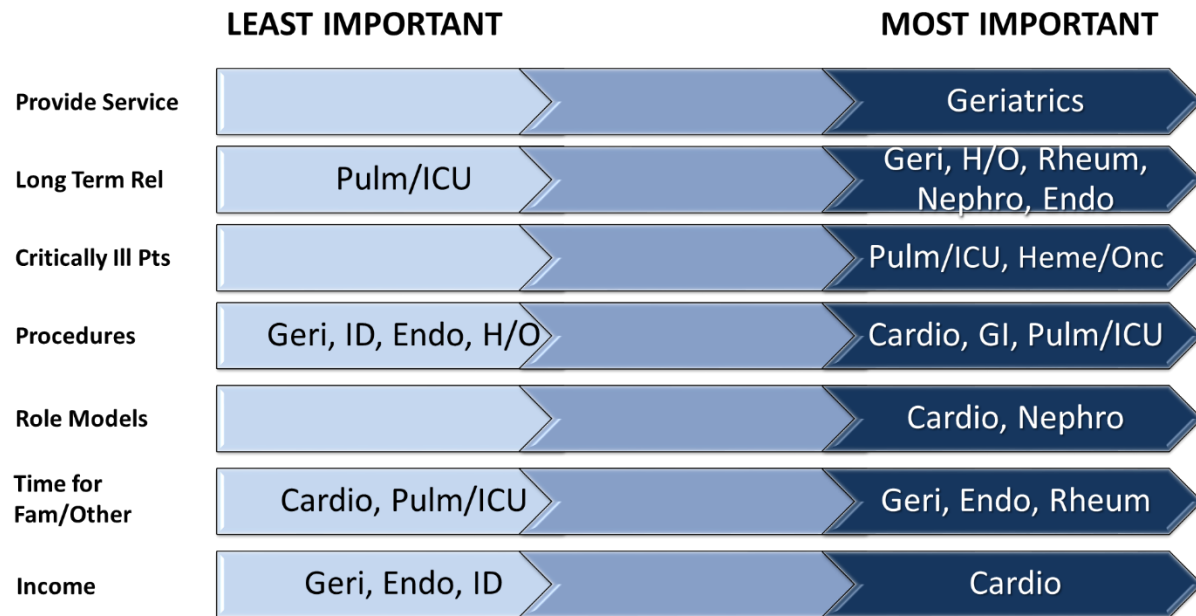 LEAST IMPORTANT MOST IMPORTANT
Provide Service Geriatrics
Long Term Rel Pulm/ICU Geri, H/O, Rheum,
Nephro, Endo
Critically Ill Pts Pulm/ICU, Heme/Onc
Procedures Geri, ID, Endo, H/O Cardio, GI, Pulm/ICU
Role Models Cardio, Nephro
Time for
Fam/Other Cardio, Pulm/ICU Geri, Endo, Rheum
Income Geri, Endo, ID Cardio